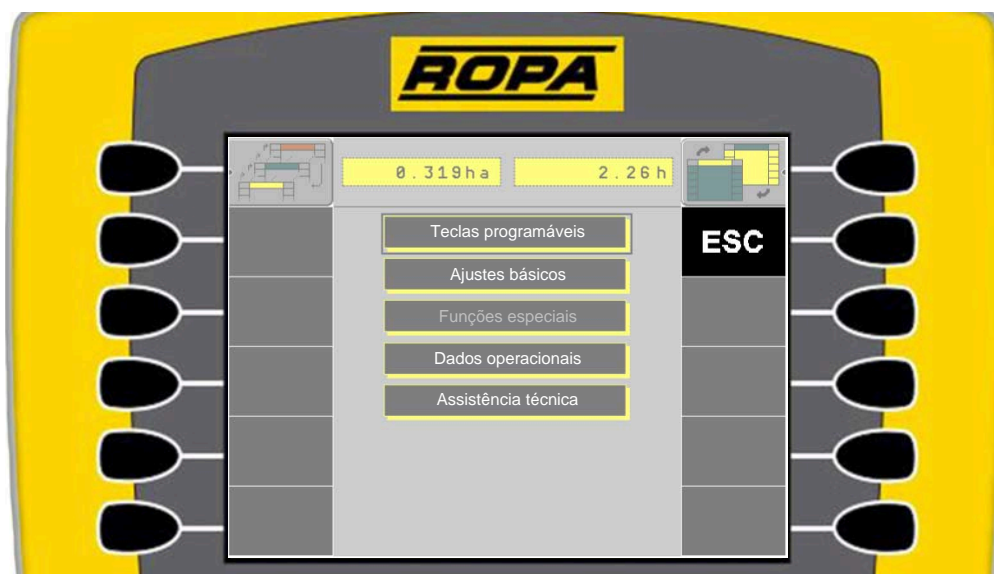 ROPA
0.319ha 2.26h
Teclas programáveis
ESC
Ajustes básicos
Funções especiais
Dados operacionais
Assistência técnica